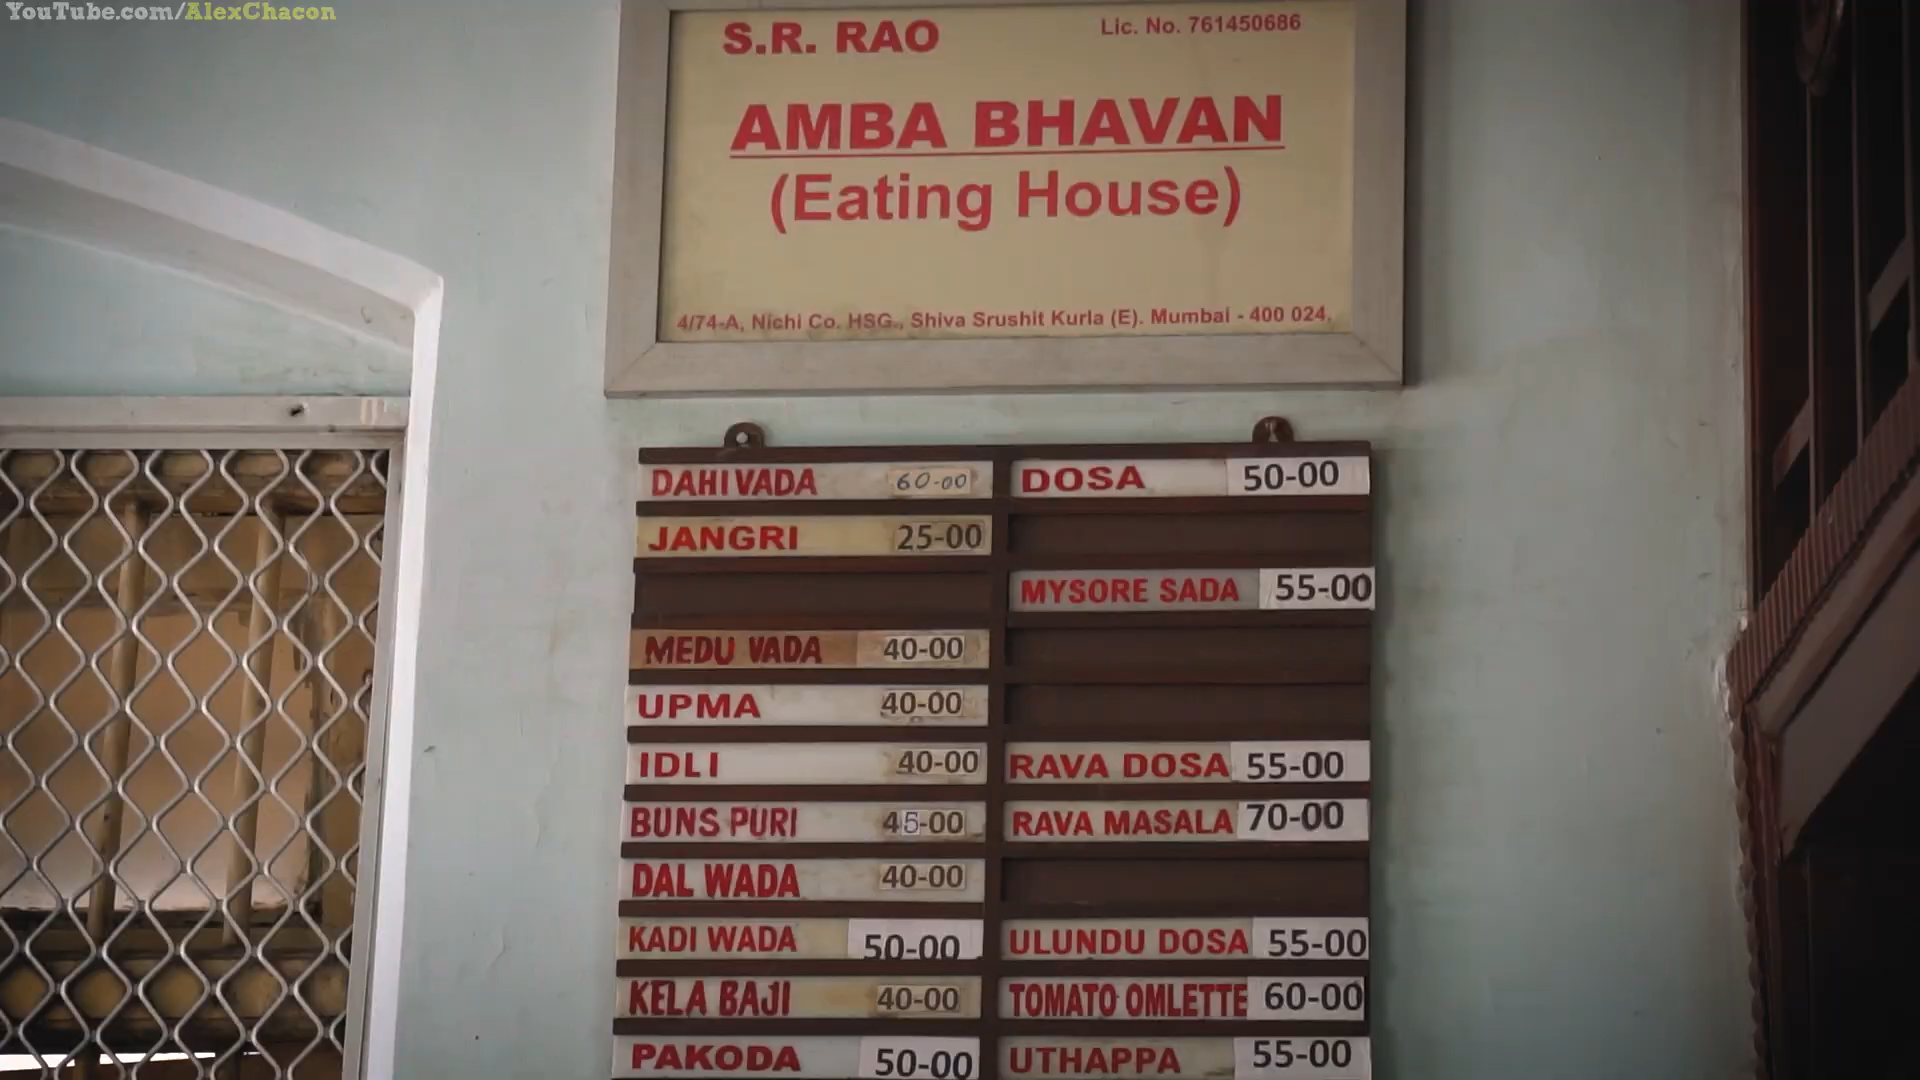 YouTube.com/AlexChacon
S.R. RAO
Lic. No. 761450686
AMBA BHAVAN
(Eating House)
4/74-A, Nichi Co. HSG., Shiva Srushit Kurla (E). Mumbai - 400 024.
DAHI VADA 60-00
JANGRI 25-00
MEDU VADA 40-00
UPMA 40-00
IDLI 40-00
BUNS PURI 45-00
DAL WADA 40-00
KADI WADA 50-00
KELA BAJI 40-00
PAKODA 50-00
DOSA 50-00
MYSORE SADA 55-00
RAVA DOSA 55-00
RAVA MASALA 70-00
ULUNDU DOSA 55-00
TOMATO OMLETTE 60-00
UTHAPPA 55-00